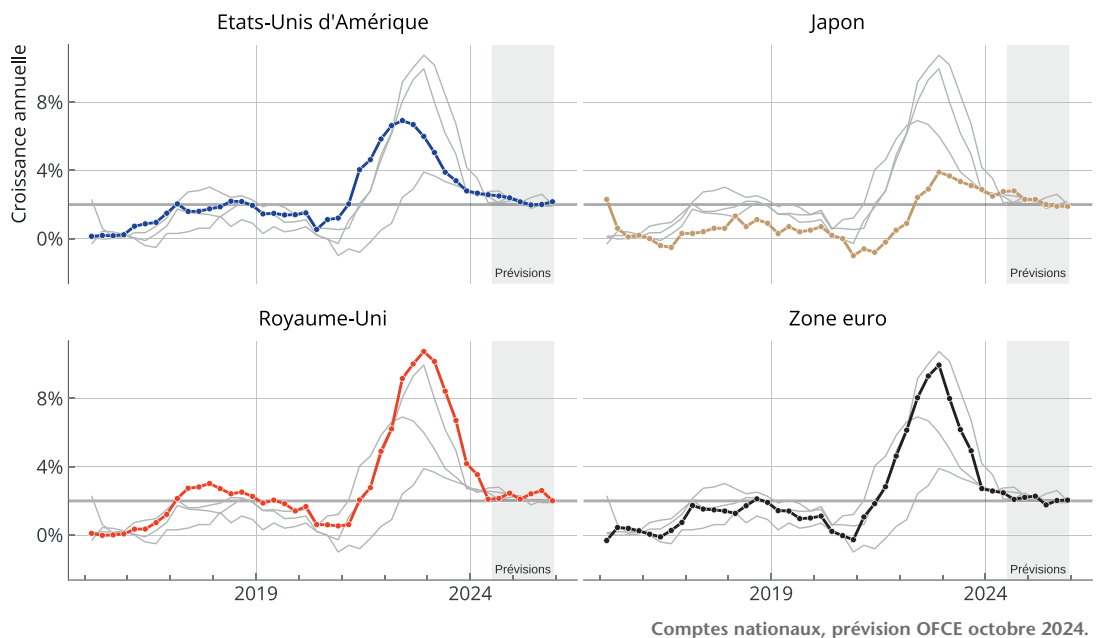 Etats-Unis d'Amérique
Japon
Croissance annuelle
8%
4%
0%
Prévisions
Prévisions
Royaume-Uni
Zone euro
8%
4%
0%
Prévisions
Prévisions
2019
2024
2019
2024
Comptes nationaux, prévision OFCE octobre 2024.